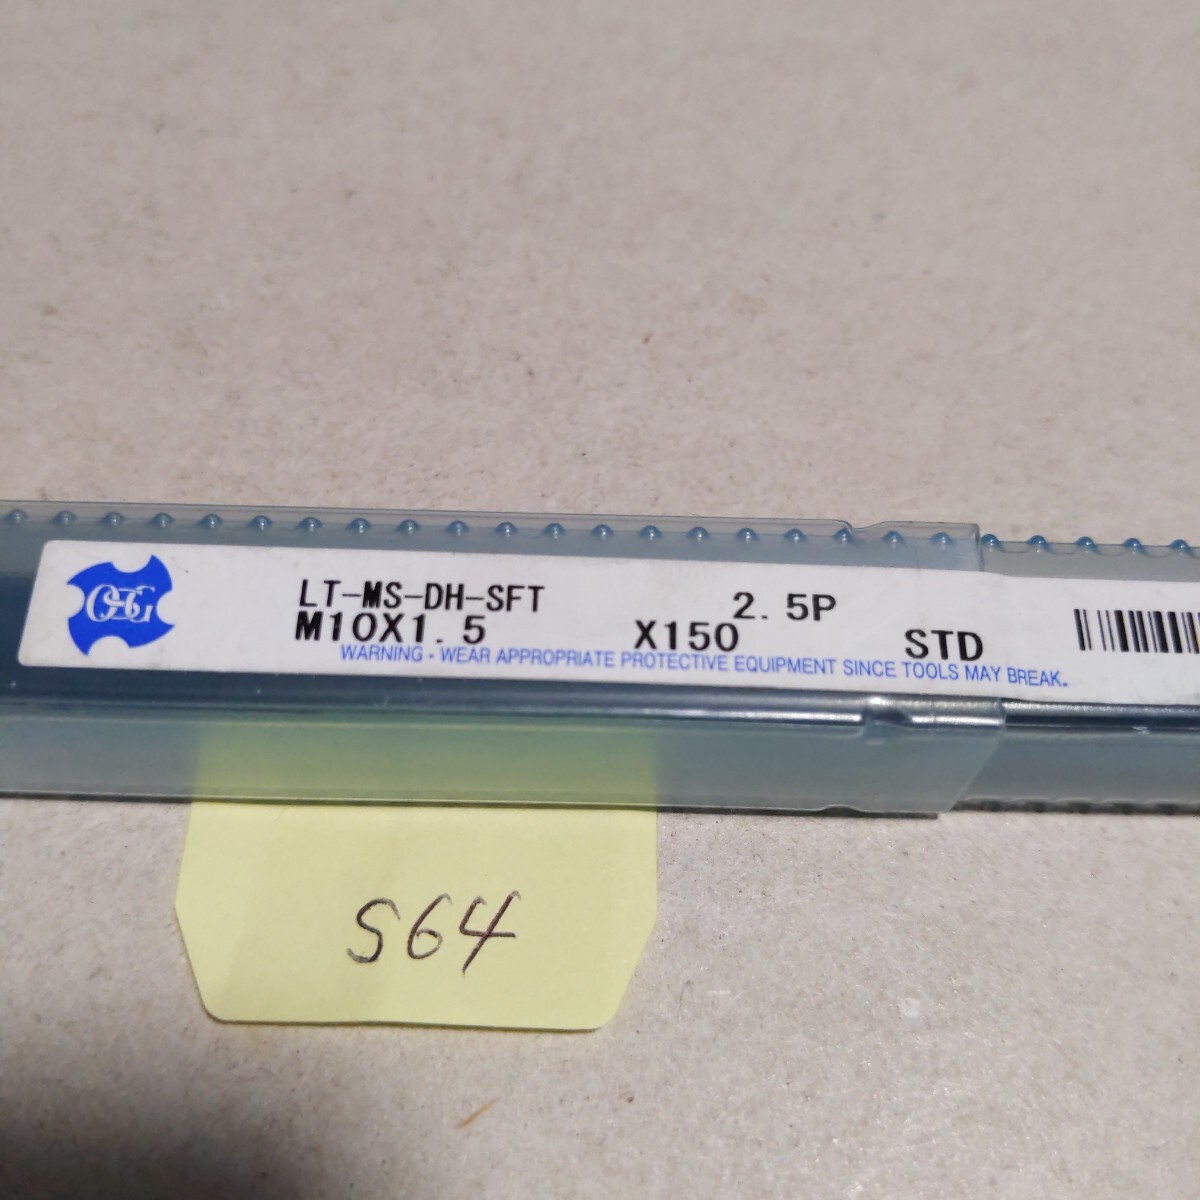 OSG
LT-MS-DH-SFT 2.5P
M10X1.5 X150 STD
WARNING - WEAR APPROPRIATE PROTECTIVE EQUIPMENT SINCE TOOLS MAY BREAK.
S64